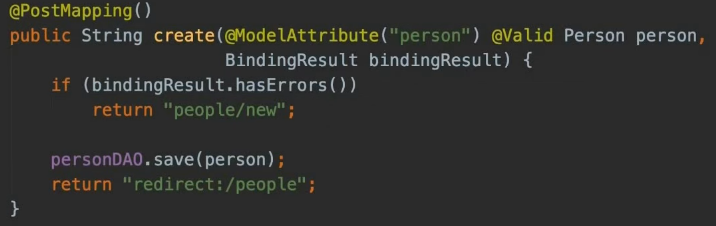 @PostMapping()
public String create(@ModelAttribute("person") @Valid Person person,
                     BindingResult bindingResult) {
    if (bindingResult.hasErrors())
        return "people/new";

    personDAO.save(person);
    return "redirect:/people";
}